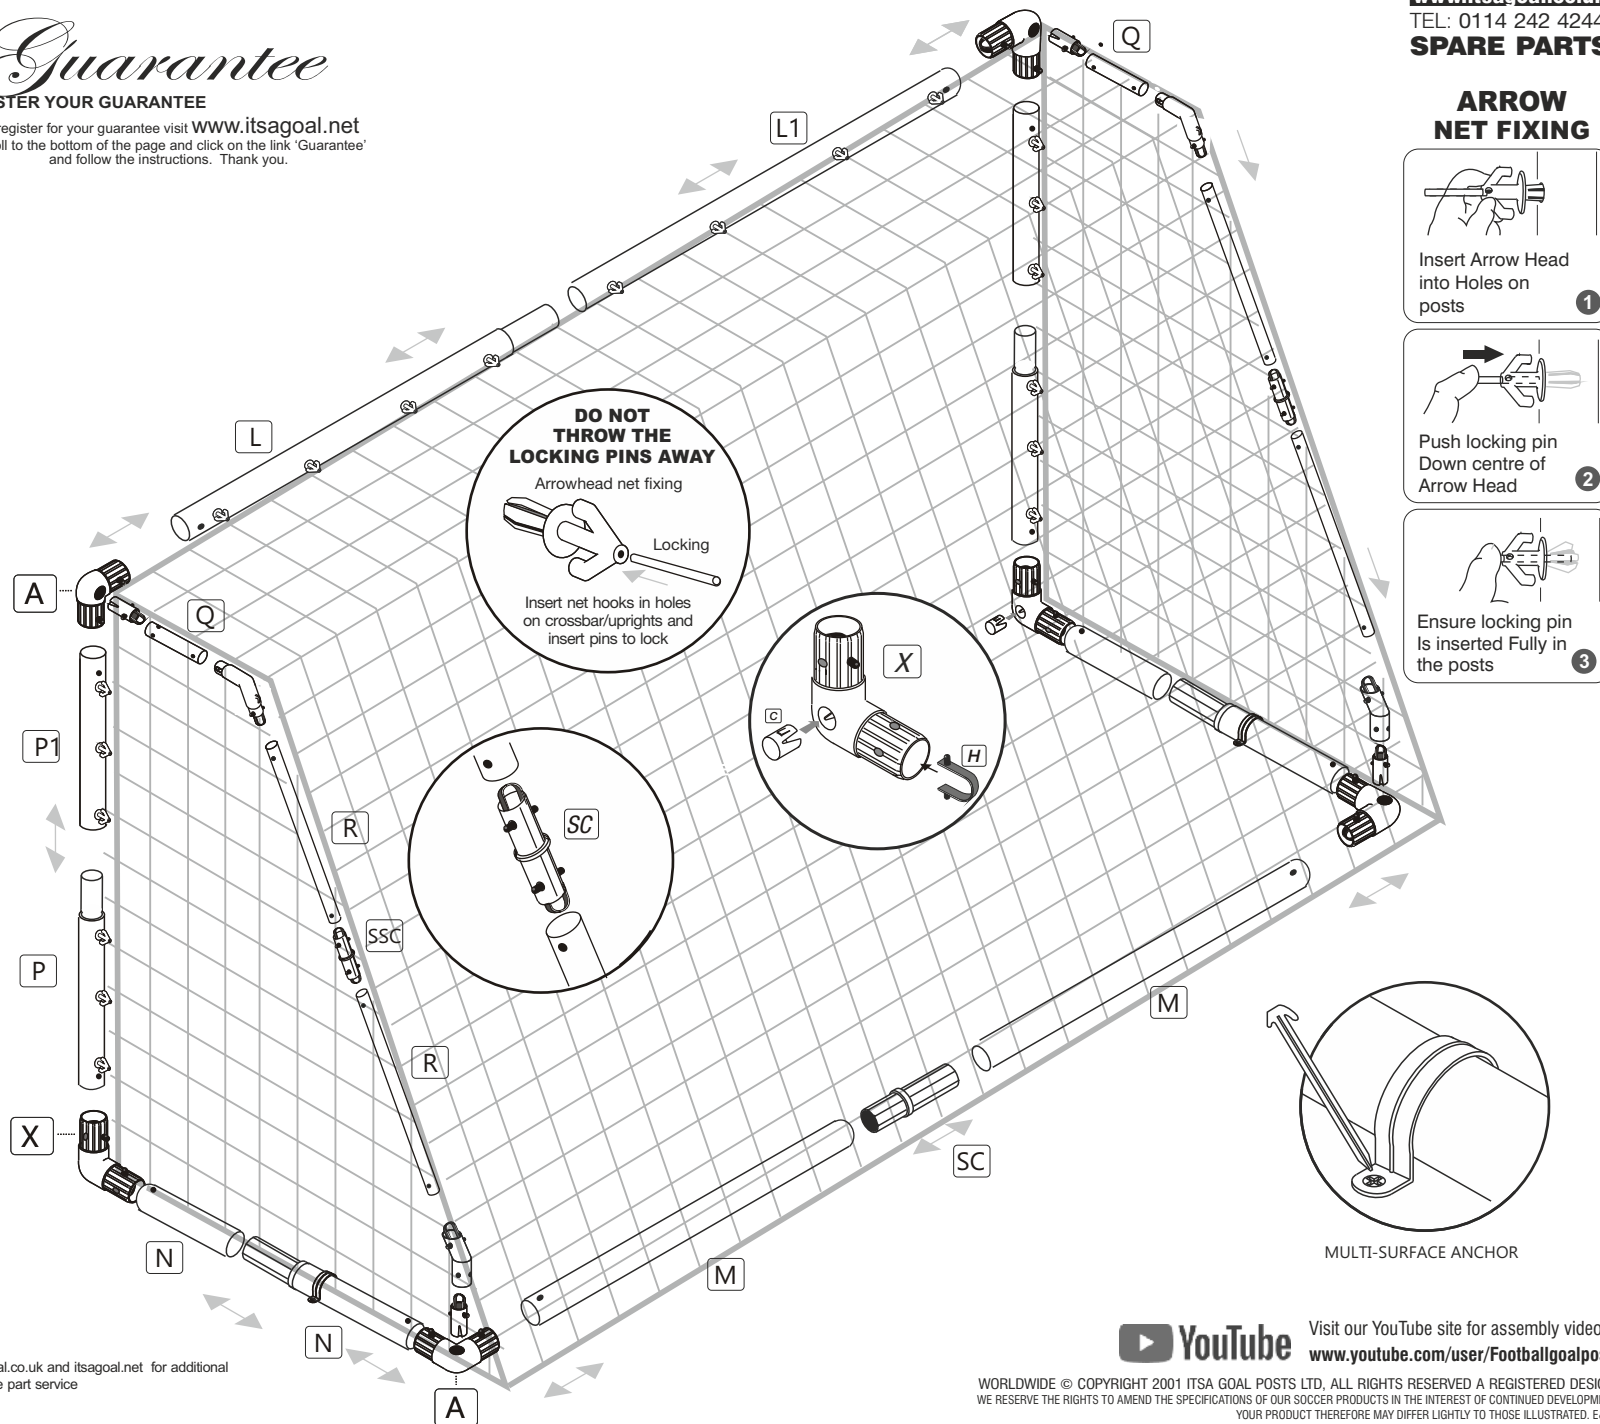 Guarantee
STER YOUR GUARANTEE
register for your guarantee visit www.itsagoal.net
ll to the bottom of the page and click on the link 'Guarantee'
and follow the instructions.  Thank you.
TEL: 0114 242 4244
SPARE PARTS
ARROW
NET FIXING
Insert Arrow Head
into Holes on
posts
1
Push locking pin
Down centre of
Arrow Head
2
Ensure locking pin
Is inserted Fully in
the posts
3
Q
L1
L
DO NOT
THROW THE
LOCKING PINS AWAY
Arrowhead net fixing
Locking
Insert net hooks in holes
on crossbar/uprights and
insert pins to lock
A
Q
X
C
H
P1
R
SC
SSC
P
R
M
X
SC
N
M
N
A
MULTI-SURFACE ANCHOR
al.co.uk and itsagoal.net  for additional
e part service
YouTube
Visit our YouTube site for assembly video
www.youtube.com/user/Footballgoalpos
WORLDWIDE © COPYRIGHT 2001 ITSA GOAL POSTS LTD, ALL RIGHTS RESERVED A REGISTERED DESIG
WE RESERVE THE RIGHTS TO AMEND THE SPECIFICATIONS OF OUR SOCCER PRODUCTS IN THE INTEREST OF CONTINUED DEVELOPME
YOUR PRODUCT THEREFORE MAY DIFFER LIGHTLY TO THOSE ILLUSTRATED. E